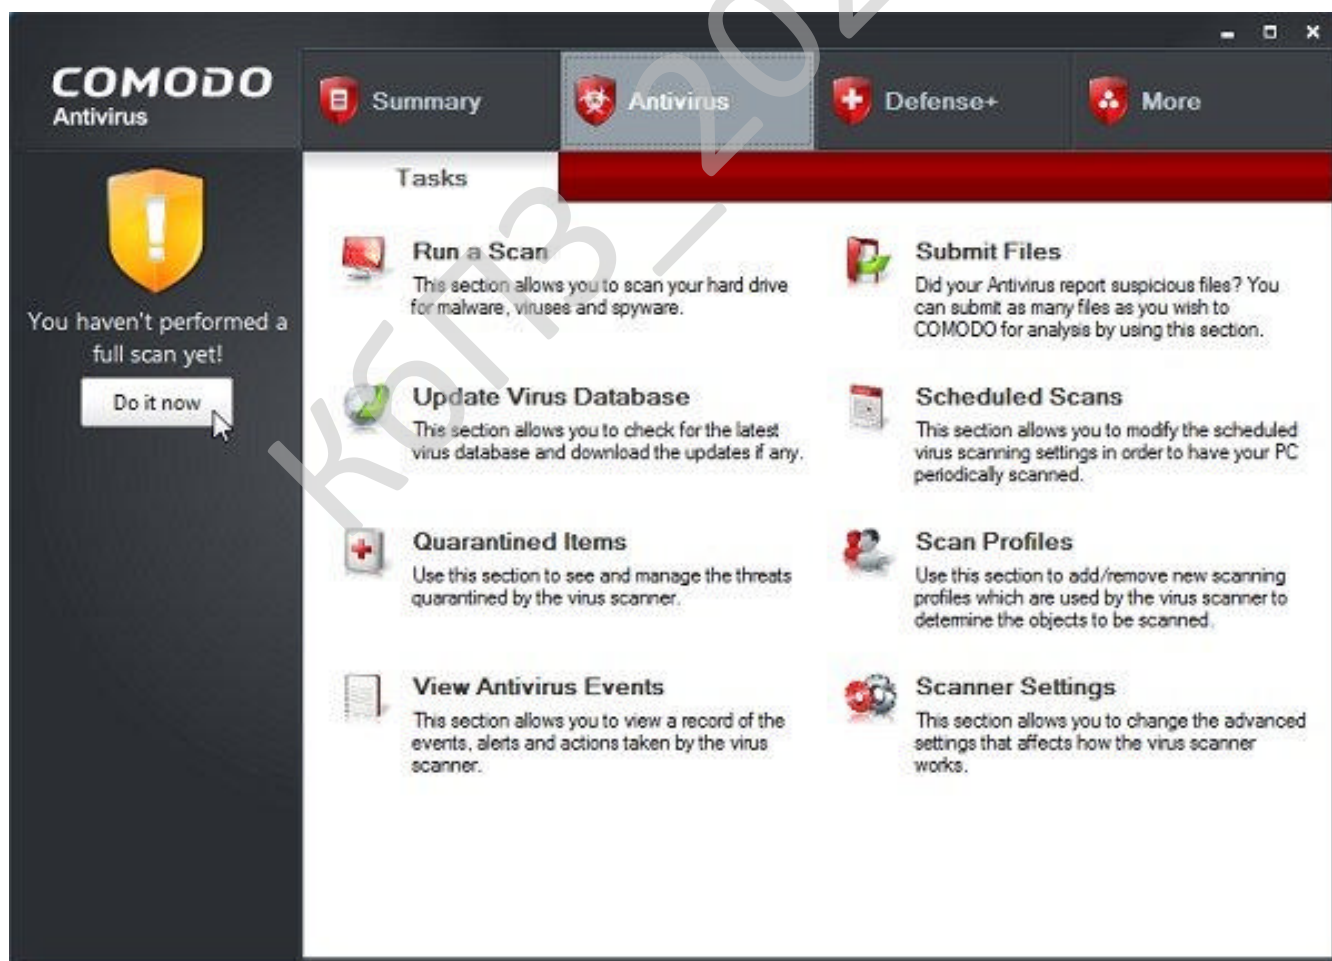 COMODO
Antivirus
Summary
Antivirus
Defense+
More
You haven't performed a
full scan yet!
Do it now
Tasks
Run a Scan
This section allows you to scan your hard drive
for malware, viruses and spyware.
Update Virus Database
This section allows you to check for the latest
virus database and download the updates if any.
Quarantined Items
Use this section to see and manage the threats
quarantined by the virus scanner.
View Antivirus Events
This section allows you to view a record of the
events, alerts and actions taken by the virus
scanner.
Submit Files
Did your Antivirus report suspicious files? You
can submit as many files as you wish to
COMODO for analysis by using this section.
Scheduled Scans
This section allows you to modify the scheduled
virus scanning settings in order to have your PC
periodically scanned.
Scan Profiles
Use this section to add/remove new scanning
profiles which are used by the virus scanner to
determine the objects to be scanned.
Scanner Settings
This section allows you to change the advanced
settings that affects how the virus scanner
works.